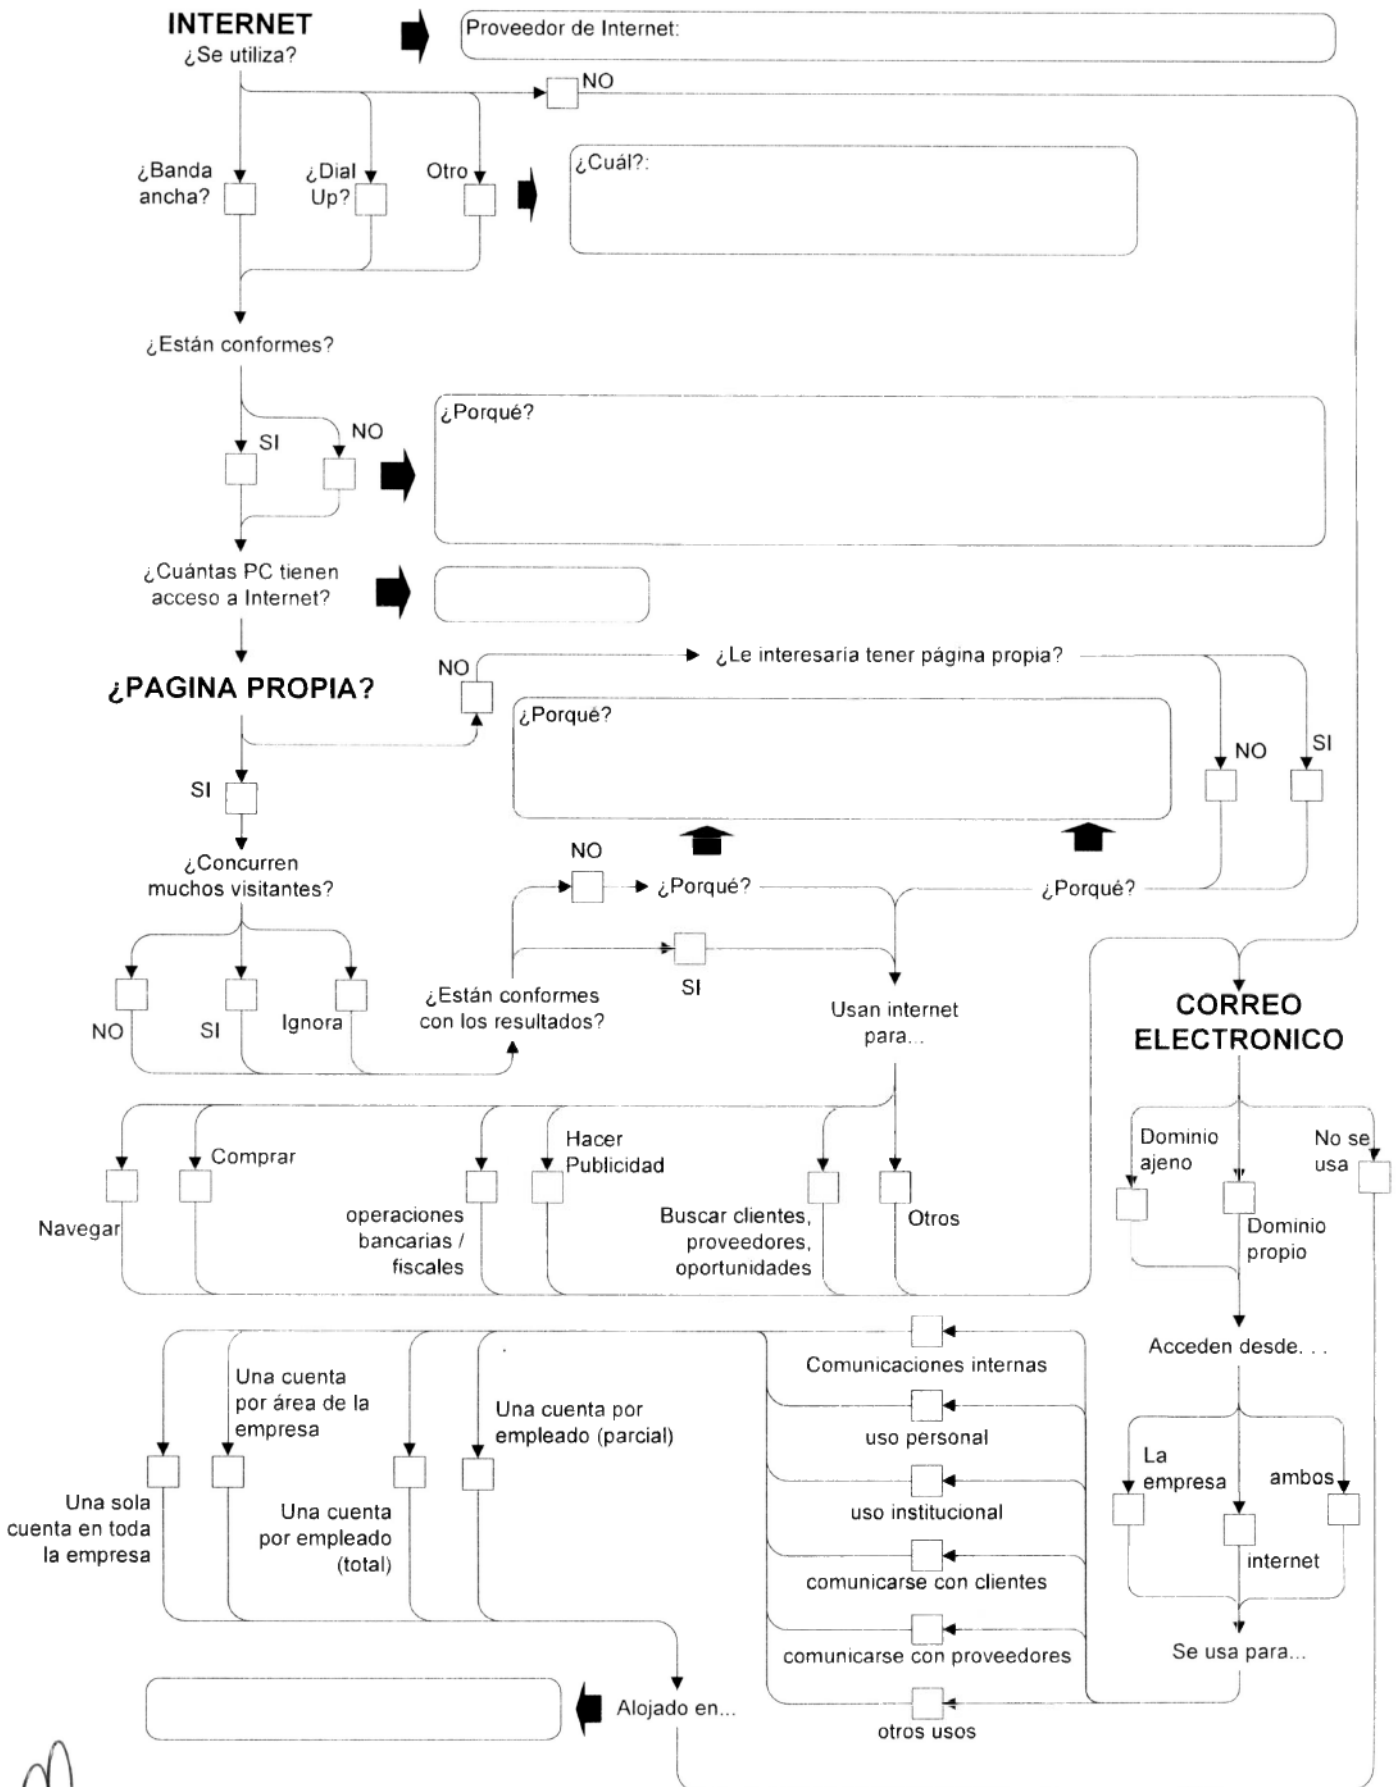 INTERNET
¿Se utiliza?
Proveedor de Internet:
NO
¿Banda
ancha?
¿Dial
Up?
Otro
¿Cuál?:
¿Están conformes?
SI
NO
¿Porqué?
¿Cuántas PC tienen
acceso a Internet?
¿PAGINA PROPIA?
NO
¿Le interesaría tener página propia?
¿Porqué?
NO
SI
SI
¿Concurren
muchos visitantes?
NO
¿Porqué?
¿Porqué?
SI
NO
SI
Ignora
¿Están conformes
con los resultados?
Usan internet
para...
CORREO
ELECTRONICO
Navegar
Comprar
operaciones
bancarias /
fiscales
Hacer
Publicidad
Buscar clientes,
proveedores,
oportunidades
Otros
Dominio
ajeno
Dominio
propio
No se
usa
Acceden desde. . .
La
empresa
internet
ambos
Se usa para...
Comunicaciones internas
uso personal
uso institucional
comunicarse con clientes
comunicarse con proveedores
otros usos
Una sola
cuenta en toda
la empresa
Una cuenta
por área de la
empresa
Una cuenta
por empleado
(total)
Una cuenta por
empleado (parcial)
Alojado en...